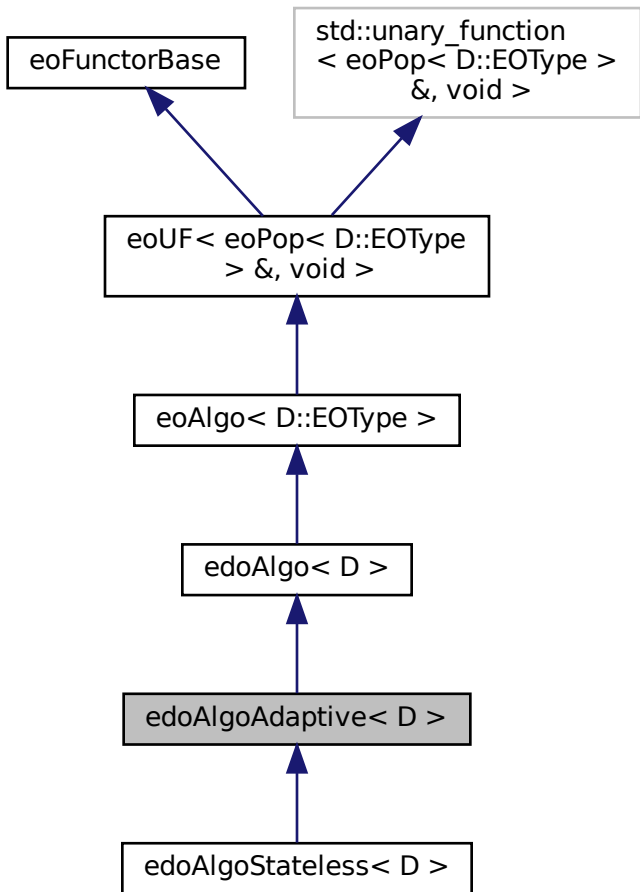 eoFunctorBase
std::unary_function
< eoPop< D::EOType >
&, void >
eoUF< eoPop< D::EOType
> &, void >
eoAlgo< D::EOType >
edoAlgo< D >
edoAlgoAdaptive< D >
edoAlgoStateless< D >